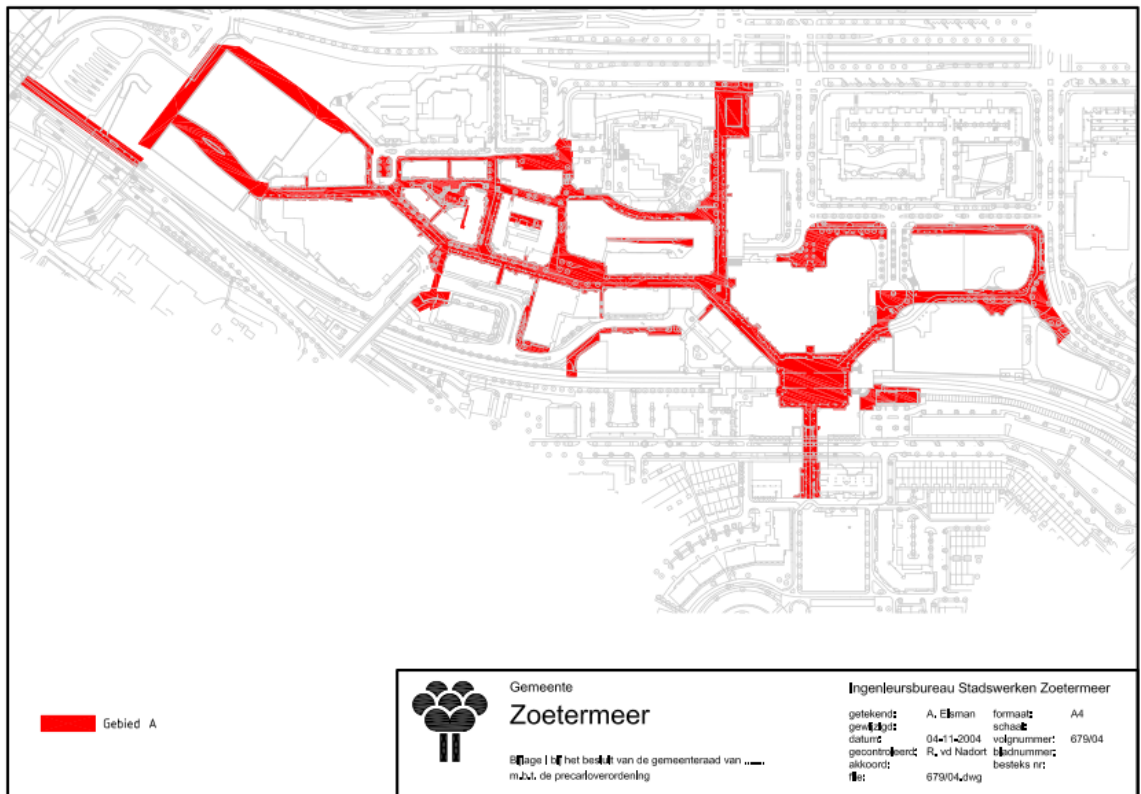 Gebied A
Gemeente
Zoetermeer
Bijlage I bij het besluit van de gemeenteraad van ......
m.b.t. de precarioverordening
Ingenieursbureau Stadswerken Zoetermeer
getekend: A. Elsman formaat: A4
gewijzigd: schaal:
datum: 04-11-2004 volgnummer: 679/04
gecontroleerd: R. vd Nadort bladnummer:
akkoord: besteks nr:
file: 679/04.dwg